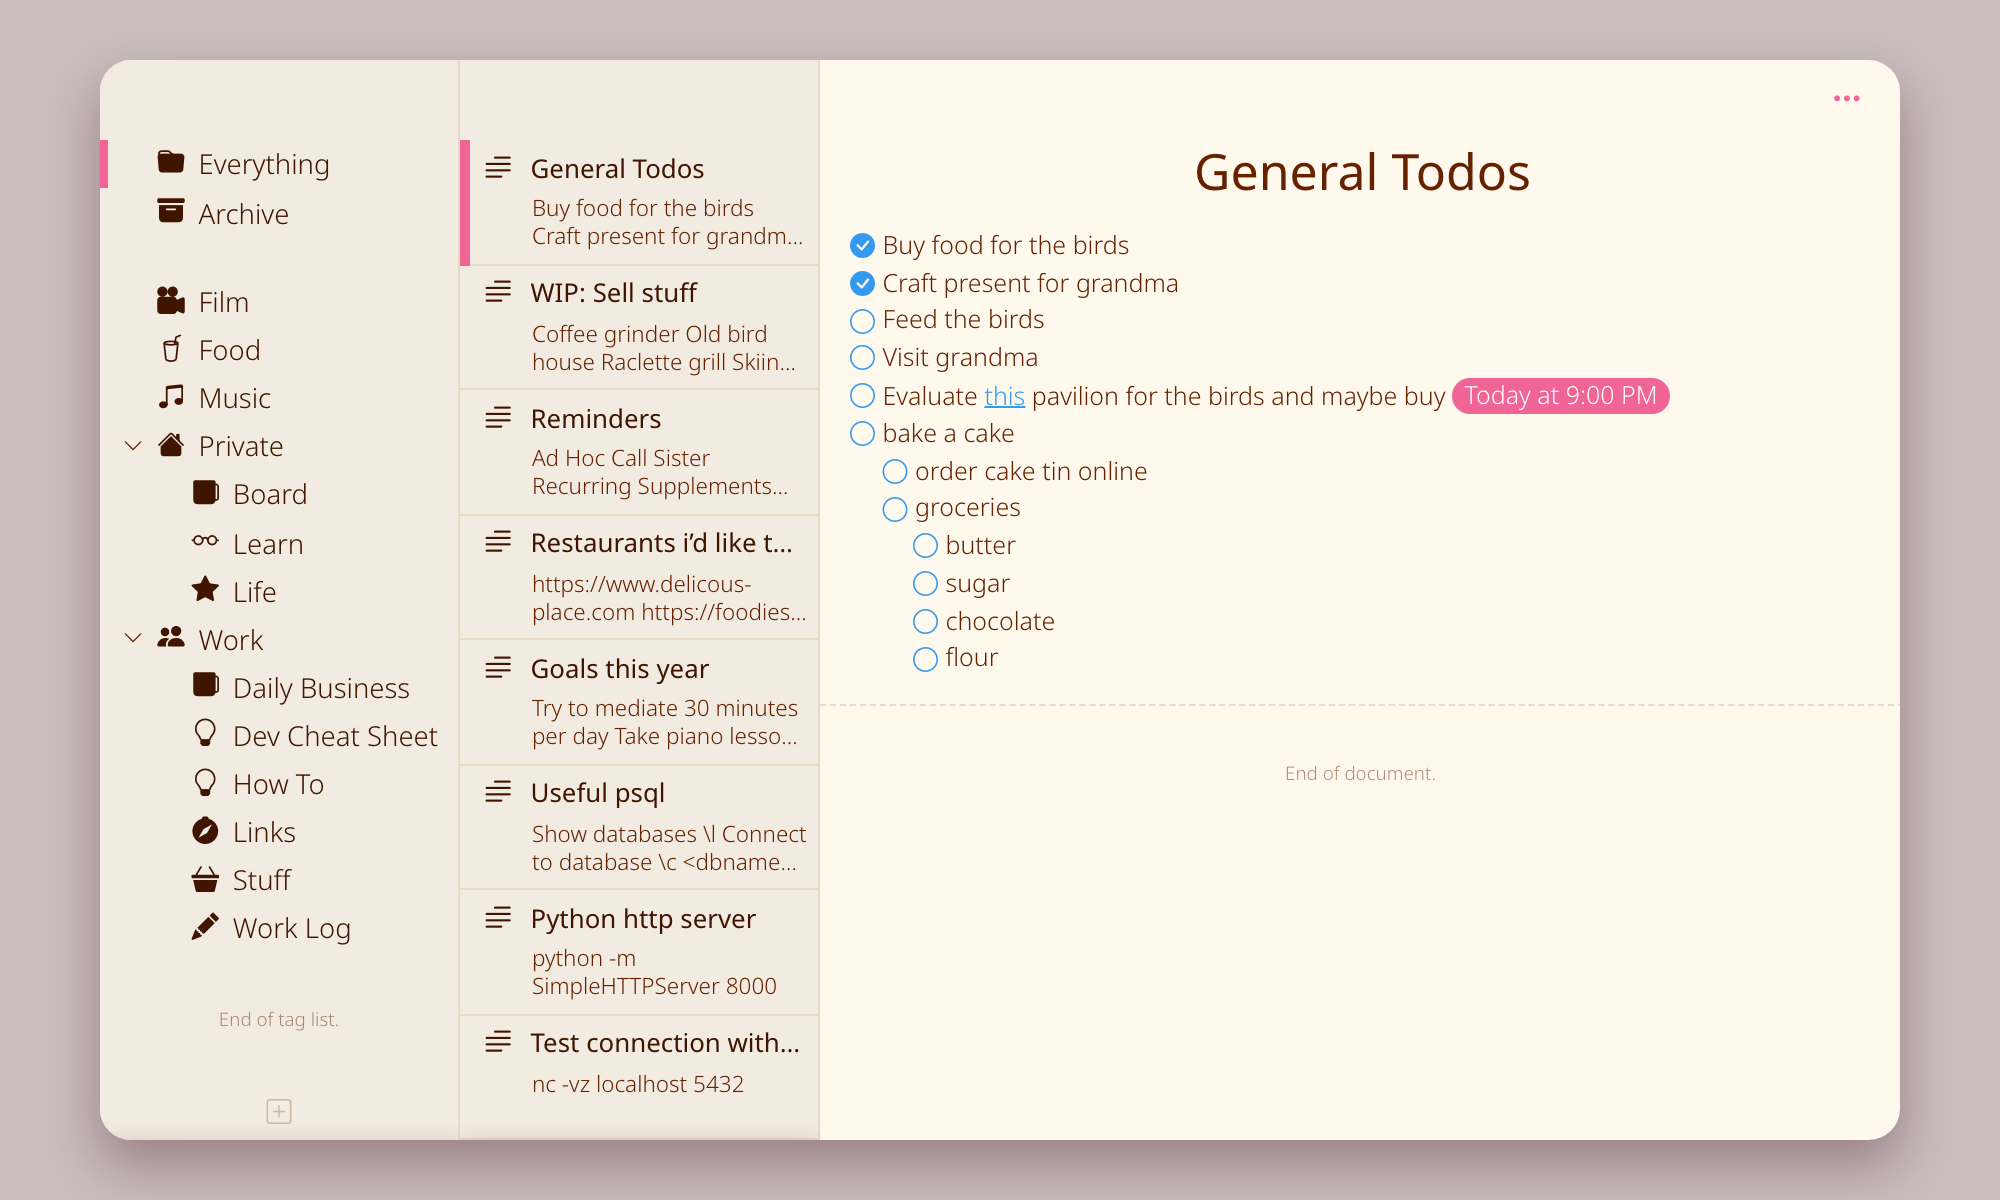 Everything
Archive
Film
Food
Music
Private
Board
Learn
Life
Work
Daily Business
Dev Cheat Sheet
How To
Links
Stuff
Work Log
End of tag list.
General Todos
Buy food for the birds
Craft present for grandm...
WIP: Sell stuff
Coffee grinder Old bird
house Raclette grill Skiin...
Reminders
Ad Hoc Call Sister
Recurring Supplements...
Restaurants i’d like t...
https://www.delicous-
place.com https://foodies...
Goals this year
Try to mediate 30 minutes
per day Take piano lesso...
Useful psql
Show databases \l Connect
to database \c <dbname...
Python http server
python -m
SimpleHTTPServer 8000
Test connection with...
nc -vz localhost 5432
General Todos
Buy food for the birds
Craft present for grandma
Feed the birds
Visit grandma
Evaluate this pavilion for the birds and maybe buy Today at 9:00 PM
bake a cake
order cake tin online
groceries
butter
sugar
chocolate
flour
End of document.